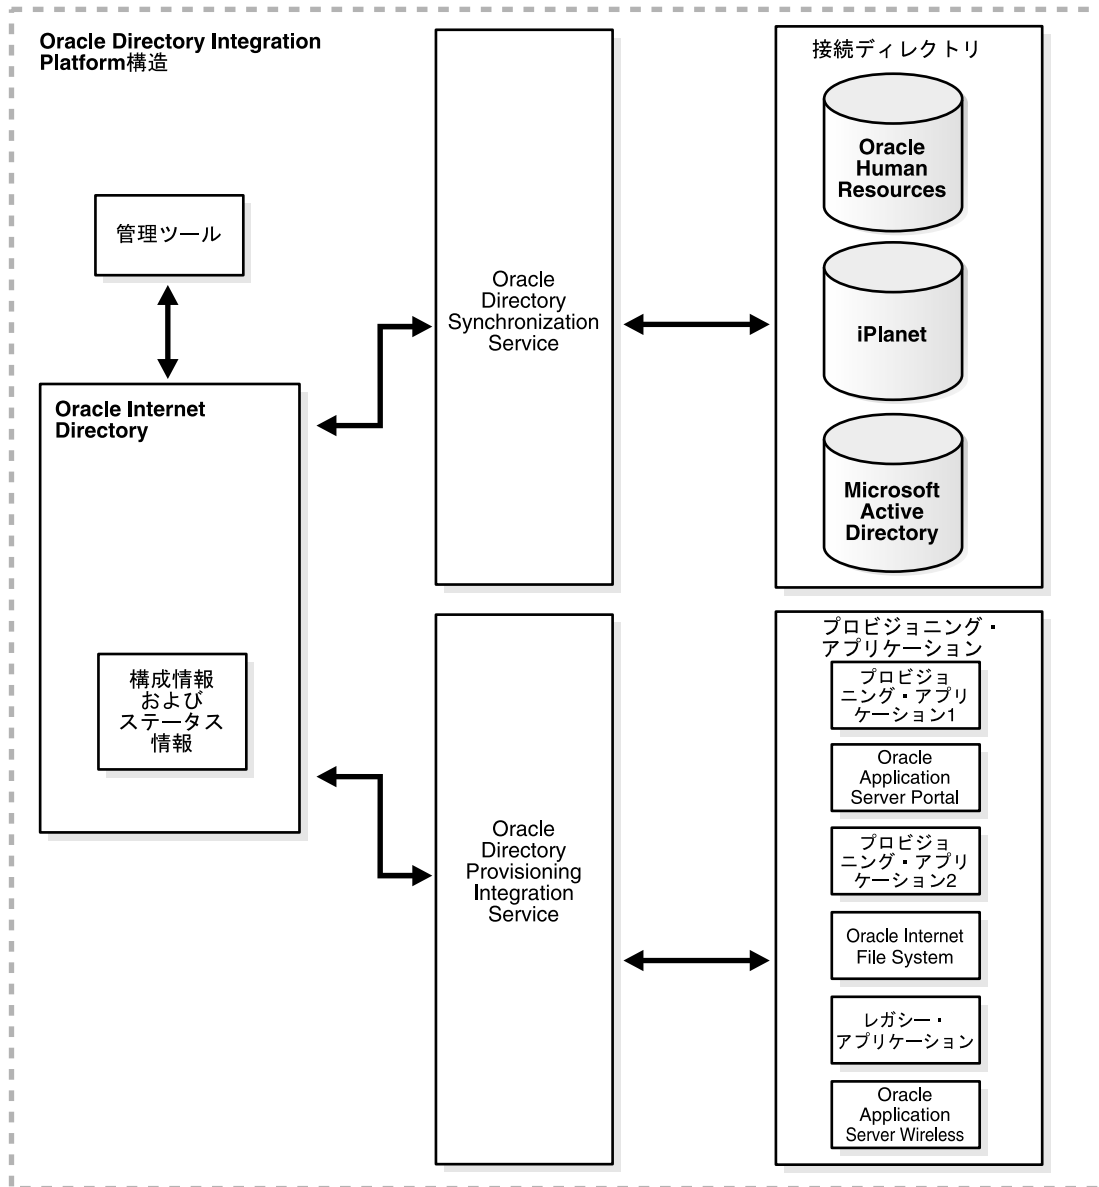 Oracle Directory Integration
Platform構造
管理ツール
Oracle Internet
Directory
構成情報
および
ステータス
情報
Oracle
Directory
Synchronization
Service
Oracle
Directory
Provisioning
Integration
Service
接続ディレクトリ
Oracle
Human
Resources
iPlanet
Microsoft
Active
Directory
プロビジョニング・
アプリケーション
プロビジョ
ニング・アプリ
ケーション1
Oracle
Application
Server Portal
プロビジョ
ニング・アプリ
ケーション2
Oracle Internet
File System
レガシー・
アプリケーション
Oracle
Application
Server Wireless